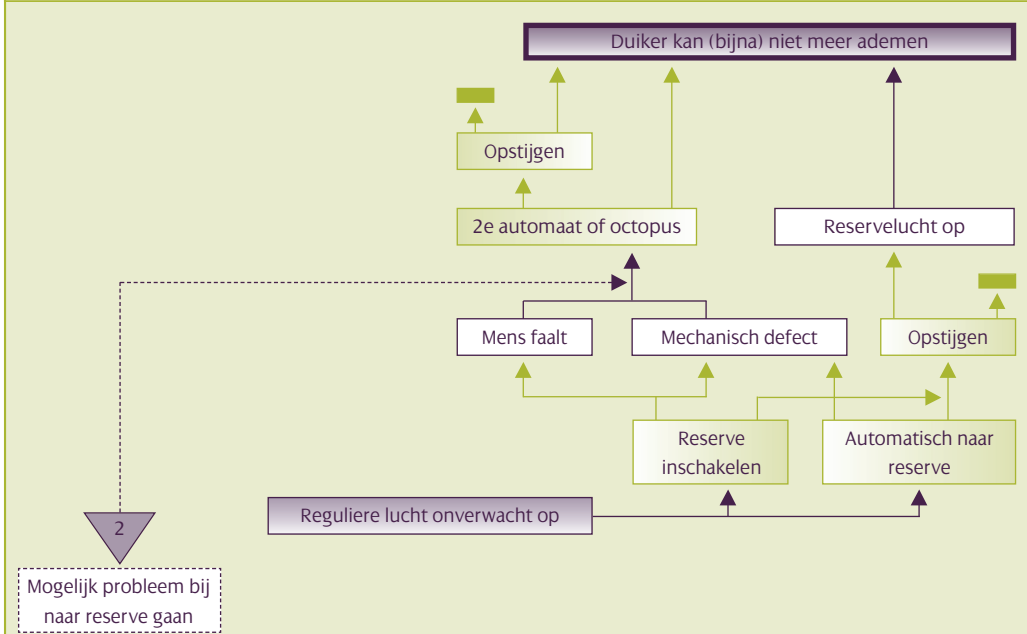 Duiker kan (bijna) niet meer ademen
Opstijgen
2e automaat of octopus
Reservelucht op
Mens faalt
Mechanisch defect
Opstijgen
Reserve
inschakelen
Automatisch naar
reserve
Reguliere lucht onverwacht op
2
Mogelijk probleem bij
naar reserve gaan